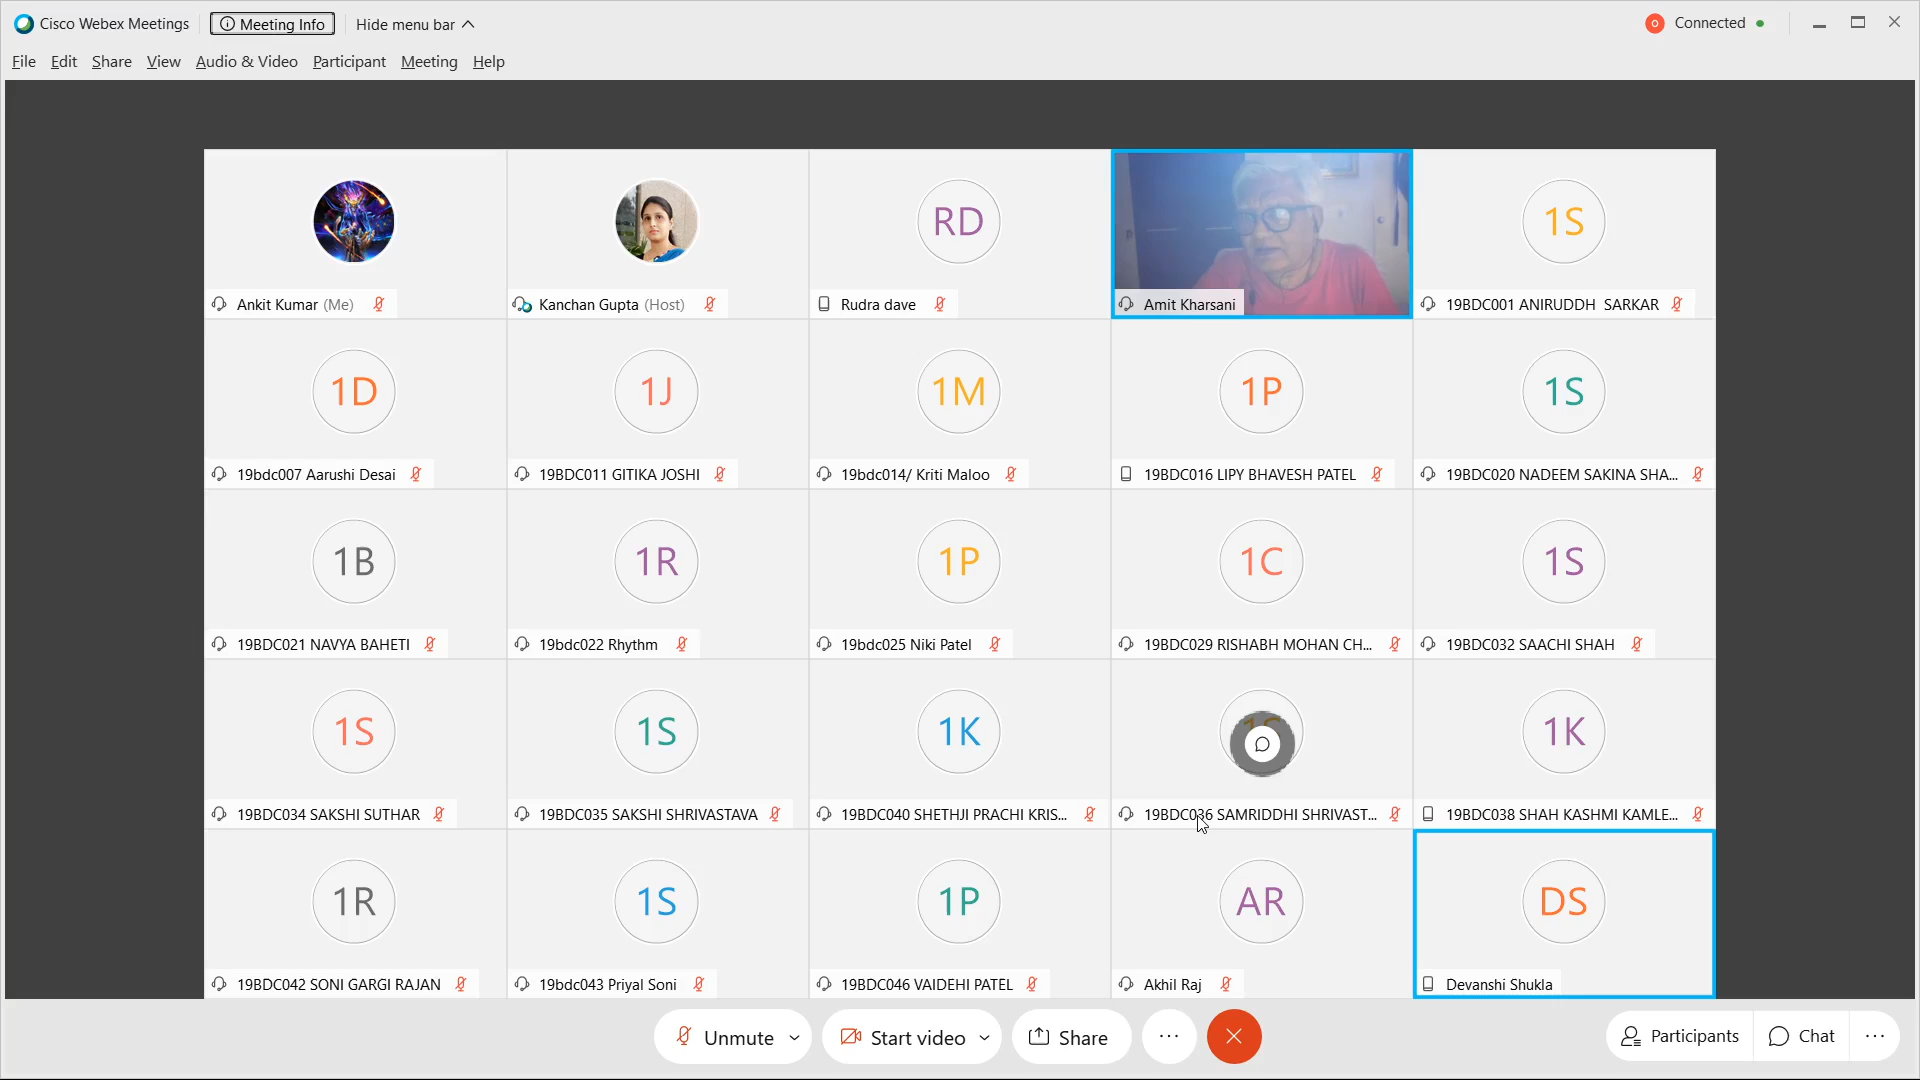 Cisco Webex Meetings
Meeting Info
Hide menu bar
Connected
File Edit Share View Audio & Video Participant Meeting Help
RD
1S
Ankit Kumar (Me)
Kanchan Gupta (Host)
Rudra dave
Amit Kharsani
19BDC001 ANIRUDDH SARKAR
1D
1J
1M
1P
1S
19bdc007 Aarushi Desai
19BDC011 GITIKA JOSHI
19bdc014/ Kriti Maloo
19BDC016 LIPY BHAVESH PATEL
19BDC020 NADEEM SAKINA SHA...
1B
1R
1P
1C
1S
19BDC021 NAVYA BAHETI
19bdc022 Rhythm
19bdc025 Niki Patel
19BDC029 RISHABH MOHAN CH...
19BDC032 SAACHI SHAH
1S
1S
1K
1K
19BDC034 SAKSHI SUTHAR
19BDC035 SAKSHI SHRIVASTAVA
19BDC040 SHETHJI PRACHI KRIS...
19BDC036 SAMRIDDHI SHRIVAST...
19BDC038 SHAH KASHMI KAMLE...
1R
1S
1P
AR
DS
19BDC042 SONI GARGI RAJAN
19bdc043 Priyal Soni
19BDC046 VAIDEHI PATEL
Akhil Raj
Devanshi Shukla
Unmute
Start video
Share
Participants
Chat